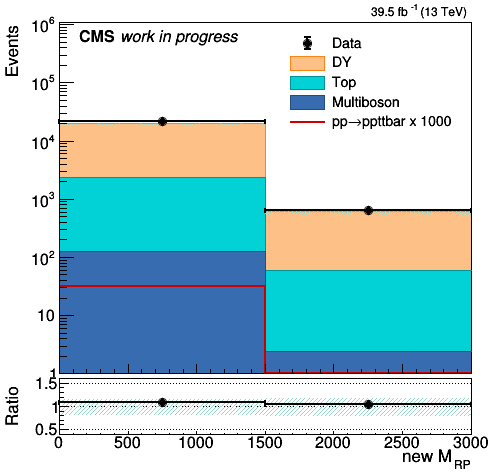 39.5 fb⁻¹ (13 TeV)
Events
10⁶
10⁵
10⁴
10³
10²
10
1
CMS work in progress
Data
DY
Top
Multiboson
pp→ppttbar x 1000
Ratio
1.5
1
0.5
0 500 1000 1500 2000 2500 3000
new M_RP